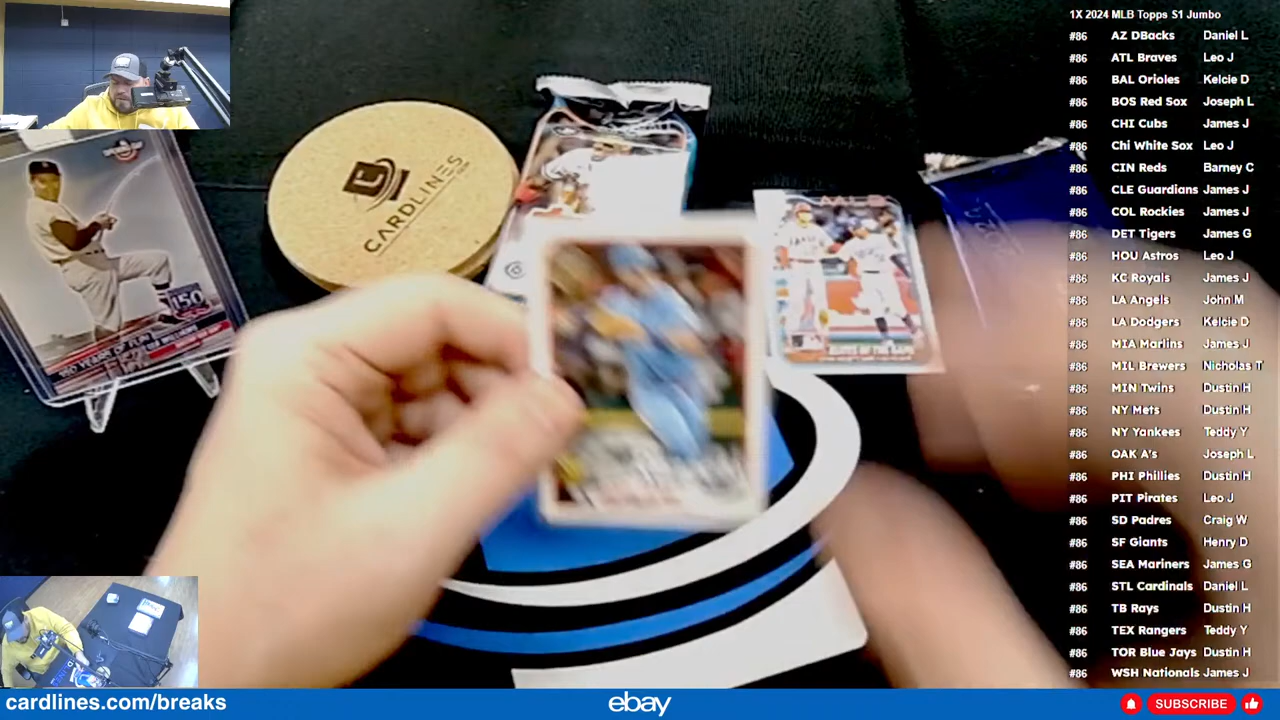 1X 2024 MLB Topps S1 Jumbo
#86 AZ DBacks Daniel L
#86 ATL Braves Leo J
#86 BAL Orioles Kelcie D
#86 BOS Red Sox Joseph L
#86 CHI Cubs James J
#86 Chi White Sox Leo J
#86 CIN Reds Barney C
#86 CLE Guardians James J
#86 COL Rockies James J
#86 DET Tigers James G
#86 HOU Astros Leo J
#86 KC Royals James J
#86 LA Angels John M
#86 LA Dodgers Kelcie D
#86 MIA Marlins James J
#86 MIL Brewers Nicholas T
#86 MIN Twins Dustin H
#86 NY Mets Dustin H
#86 NY Yankees Teddy Y
#86 OAK A's Joseph L
#86 PHI Phillies Dustin H
#86 PIT Pirates Leo J
#86 SD Padres Craig W
#86 SF Giants Henry D
#86 SEA Mariners James G
#86 STL Cardinals Daniel L
#86 TB Rays Dustin H
#86 TEX Rangers Teddy Y
#86 TOR Blue Jays Dustin H
#86 WSH Nationals James J
CARDLINES
.COM
MLB
150
150 YEARS OF FUN
WILLIAMS
cardlines.com/breaks
ebay
SUBSCRIBE